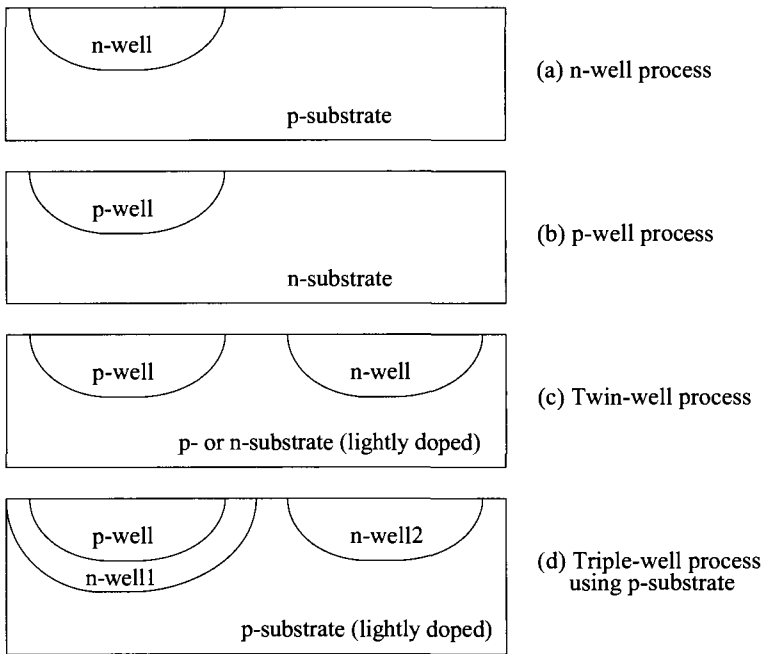 n-well
p-substrate
(a) n-well process
p-well
n-substrate
(b) p-well process
p-well
n-well
p- or n-substrate (lightly doped)
(c) Twin-well process
p-well
n-well1
n-well2
p-substrate (lightly doped)
(d) Triple-well process
using p-substrate